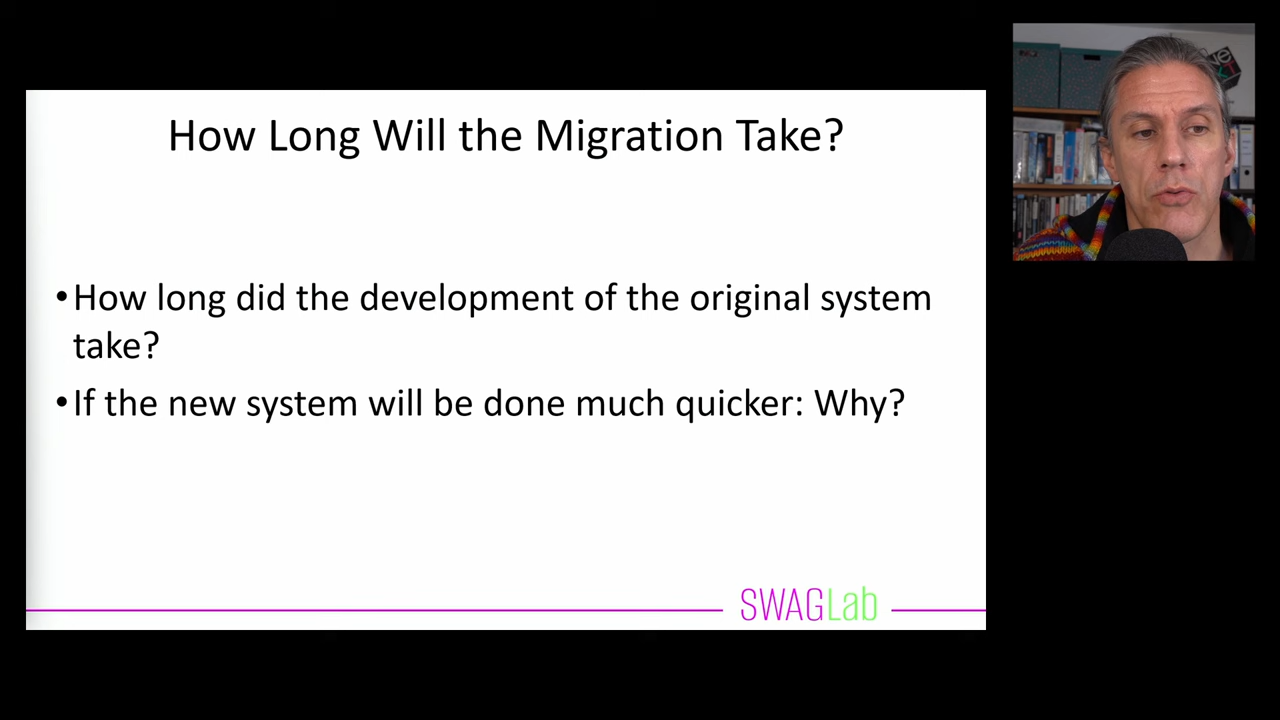 How Long Will the Migration Take?
•How long did the development of the original system
take?
•If the new system will be done much quicker: Why?
SWAGLab